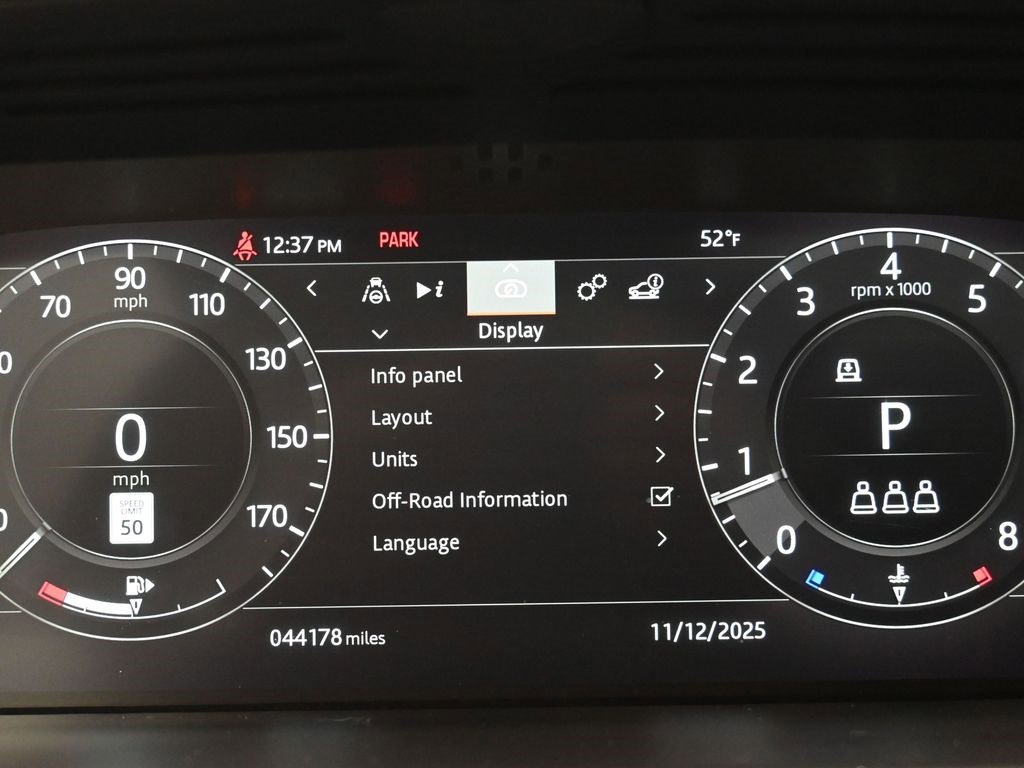 12:37 PM
PARK
52°F
70
90
110
mph
130
150
170
0
mph
SPEED
LIMIT
50
i
Display
Info panel
Layout
Units
Off-Road Information
Language
044178 miles
11/12/2025
0
1
2
3
4
5
8
rpm x 1000
P